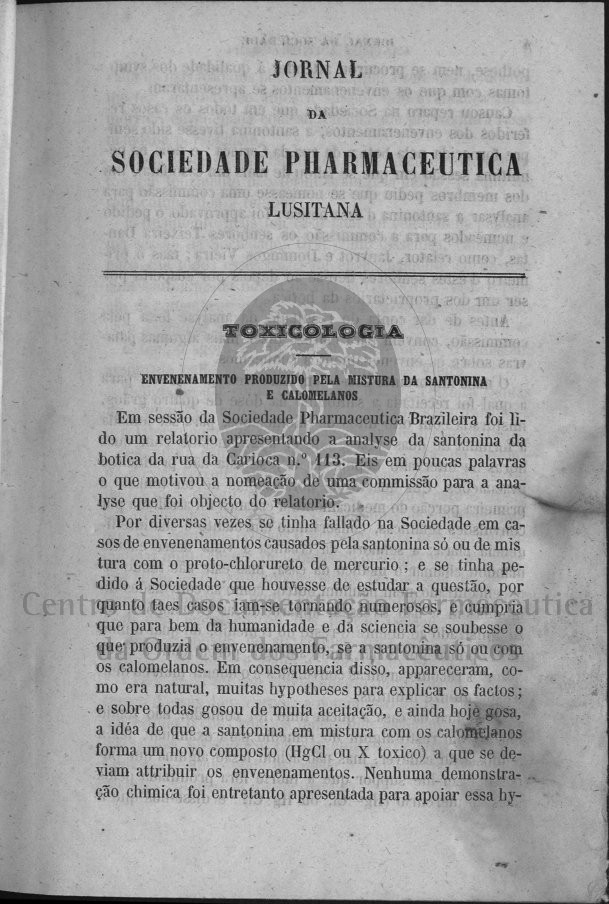 JORNAL
DA
SOCIEDADE PHARMACEUTICA
LUSITANA
TOXICOLOGIA
ENVENENAMENTO PRODUZIDO PELA MISTURA DA SANTONINA
E CALOMELANOS
Em sessão da Sociedade Pharmaceutica Brazileira foi li-
do um relatorio apresentando a analyse da santonina da
botica da rua da Carioca n.º 113. Eis em poucas palavras
o que motivou a nomeação de uma commissão para a ana-
lyse que foi objecto do relatorio.
Por diversas vezes se tinha fallado na Sociedade em ca-
sos de envenenamentos causados pela santonina só ou de mis
tura com o proto-chlorureto de mercurio; e se tinha pe-
dido á Sociedade que houvesse de estudar a questão, por
quanto taes casos iam-se tornando numerosos, e cumpria
que para bem da humanidade e da sciencia se soubesse o
que produzia o envenenamento, se a santonina só ou com
os calomelanos. Em consequencia disso, appareceram, co-
mo era natural, muitas hypotheses para explicar os factos;
e sobre todas gosou de muita aceitação, e ainda hoje gosa,
a idéa de que a santonina em mistura com os calomelanos
forma um novo composto (HgCl ou X toxico) a que se de-
viam attribuir os envenenamentos. Nenhuma demonstra-
ção chimica foi entretanto apresentada para apoiar essa hy-
Centro de Documentação Farmacêutica
da Ordem dos Farmacêuticos